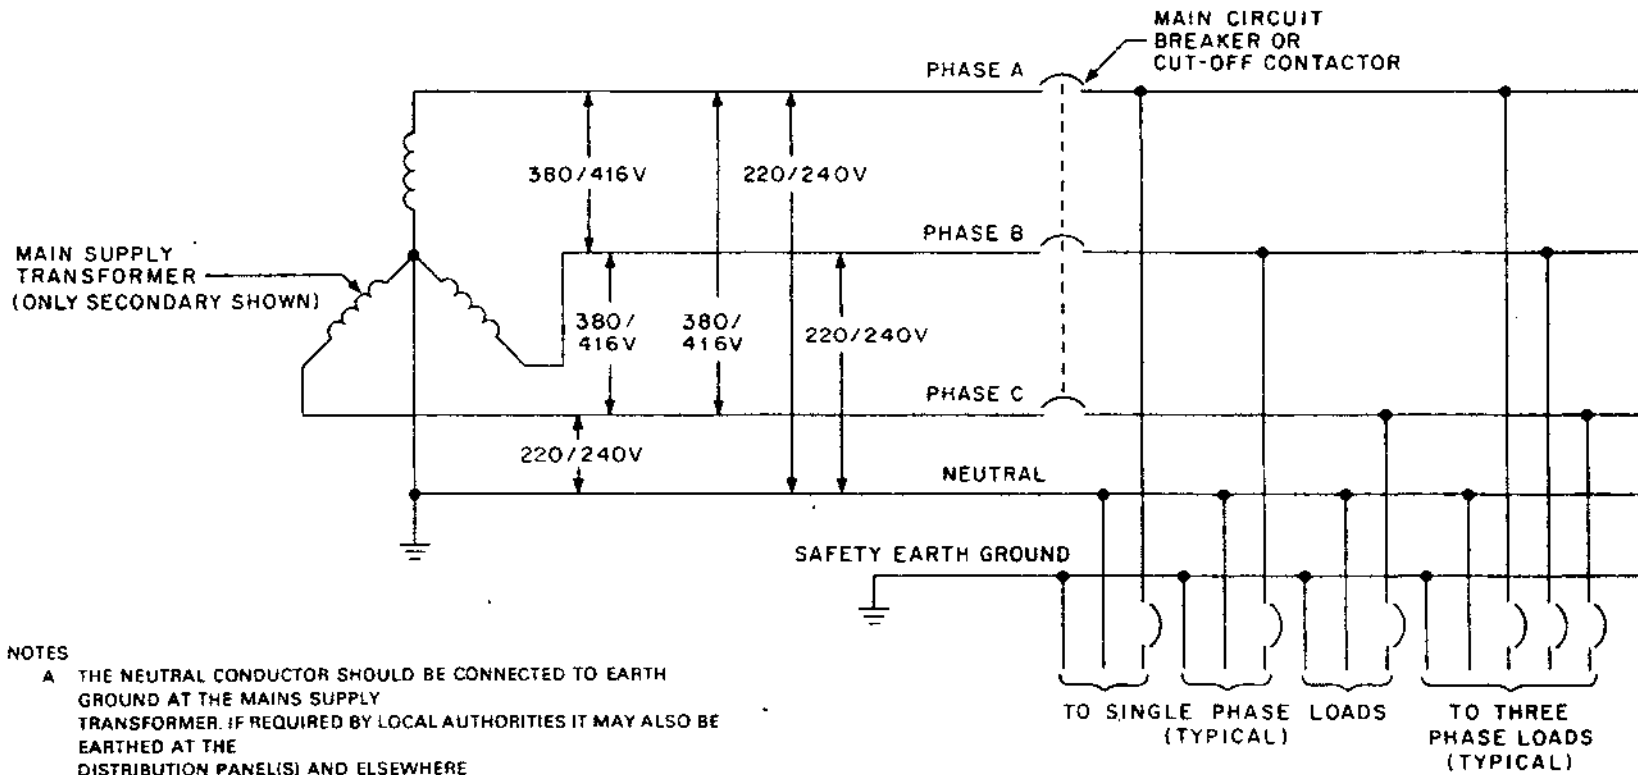 MAIN CIRCUIT
BREAKER OR
CUT-OFF CONTACTOR
PHASE A
380/416V
220/240V
PHASE B
MAIN SUPPLY
TRANSFORMER
(ONLY SECONDARY SHOWN)
380/
416V
380/
416V
220/240V
PHASE C
220/240V
NEUTRAL
SAFETY EARTH GROUND
TO SINGLE PHASE LOADS
(TYPICAL)
TO THREE
PHASE LOADS
(TYPICAL)
NOTES
A THE NEUTRAL CONDUCTOR SHOULD BE CONNECTED TO EARTH
GROUND AT THE MAINS SUPPLY
TRANSFORMER. IF REQUIRED BY LOCAL AUTHORITIES IT MAY ALSO BE
EARTHED AT THE
DISTRIBUTION PANEL(S) AND ELSEWHERE